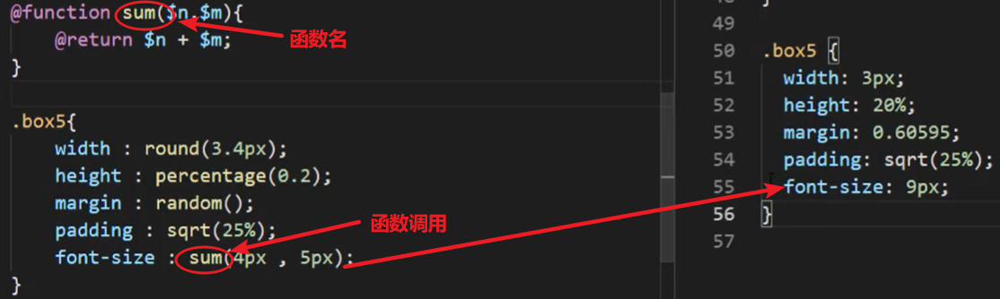 @function sum($n,$m){
函数名
@return $n + $m;
}
.box5{
width : round(3.4px);
height : percentage(0.2);
margin : random();
padding : sqrt(25%);
函数调用
font-size : sum(4px , 5px);
}
48 }
49
50 .box5 {
51 width: 3px;
52 height: 20%;
53 margin: 0.60595;
54 padding: sqrt(25%);
55 font-size: 9px;
56 }
57